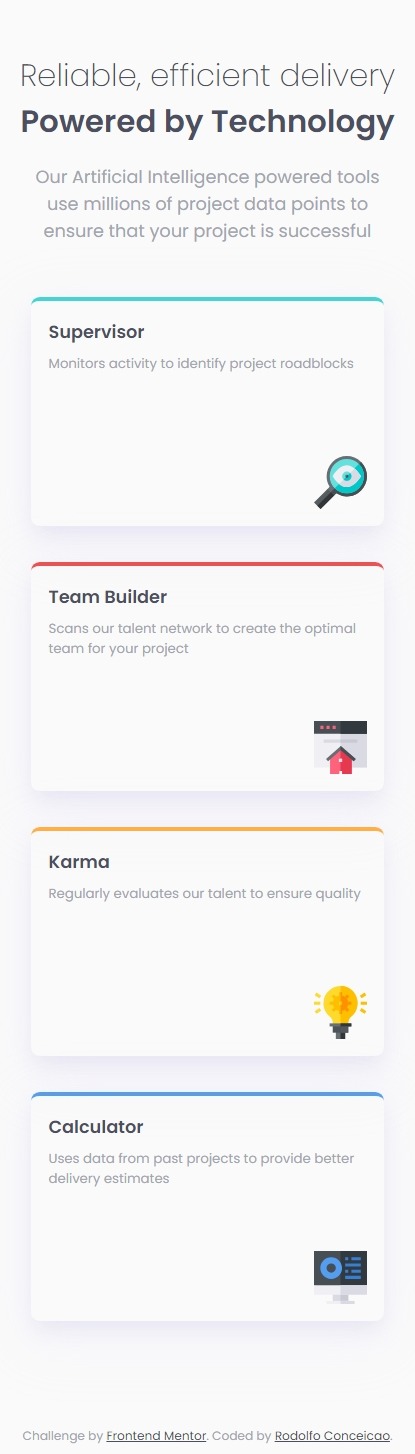 Reliable, efficient delivery
Powered by Technology
Our Artificial Intelligence powered tools
use millions of project data points to
ensure that your project is successful
Supervisor
Monitors activity to identify project roadblocks
Team Builder
Scans our talent network to create the optimal
team for your project
Karma
Regularly evaluates our talent to ensure quality
Calculator
Uses data from past projects to provide better
delivery estimates
Challenge by Frontend Mentor. Coded by Rodolfo Conceicao.